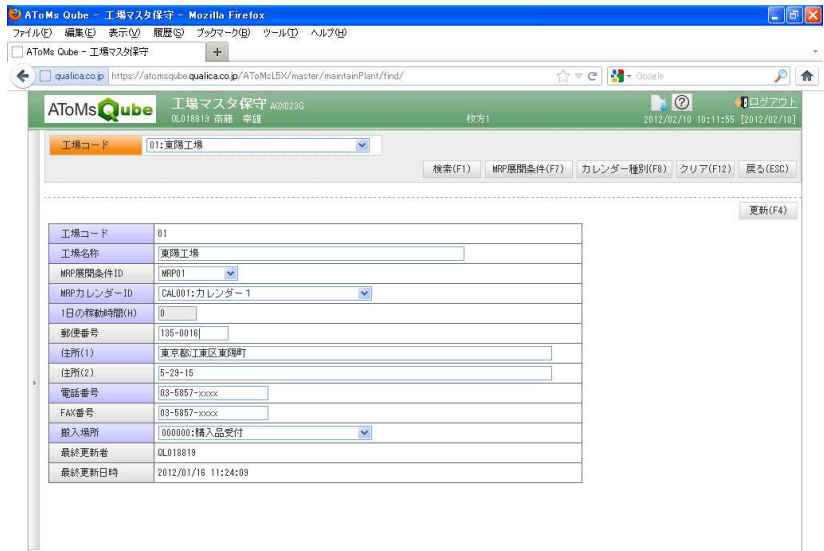 AToMs Qube - 工場マスタ保守 - Mozilla Firefox
ファイル(F) 編集(E) 表示(V) 履歴(S) ブックマーク(B) ツール(T) ヘルプ(H)
AToMs Qube - 工場マスタ保守 +
qualica.co.jp https://atomsqube.qualica.co.jp/AToMsL5X/master/maintainPlant/find/ Google
AToMsQube 工場マスタ保守 AOX023G ログアウト
QL018819 斎藤 幸雄 枚方1 2012/02/10 10:11:55 [2012/02/10]
工場コード 01:東陽工場
検索(F1) MRP展開条件(F7) カレンダー種別(F8) クリア(F12) 戻る(ESC)
更新(F4)
工場コード 01
工場名称 東陽工場
MRP展開条件ID MRP01
MRPカレンダーID CAL001:カレンダー1
1日の稼動時間(H) 0
郵便番号 135-0016
住所(1) 東京都江東区東陽町
住所(2) 5-29-15
電話番号 03-5857-xxxx
FAX番号 03-5857-xxxx
搬入場所 000000:購入品受付
最終更新者 QL018819
最終更新日時 2012/01/16 11:24:09